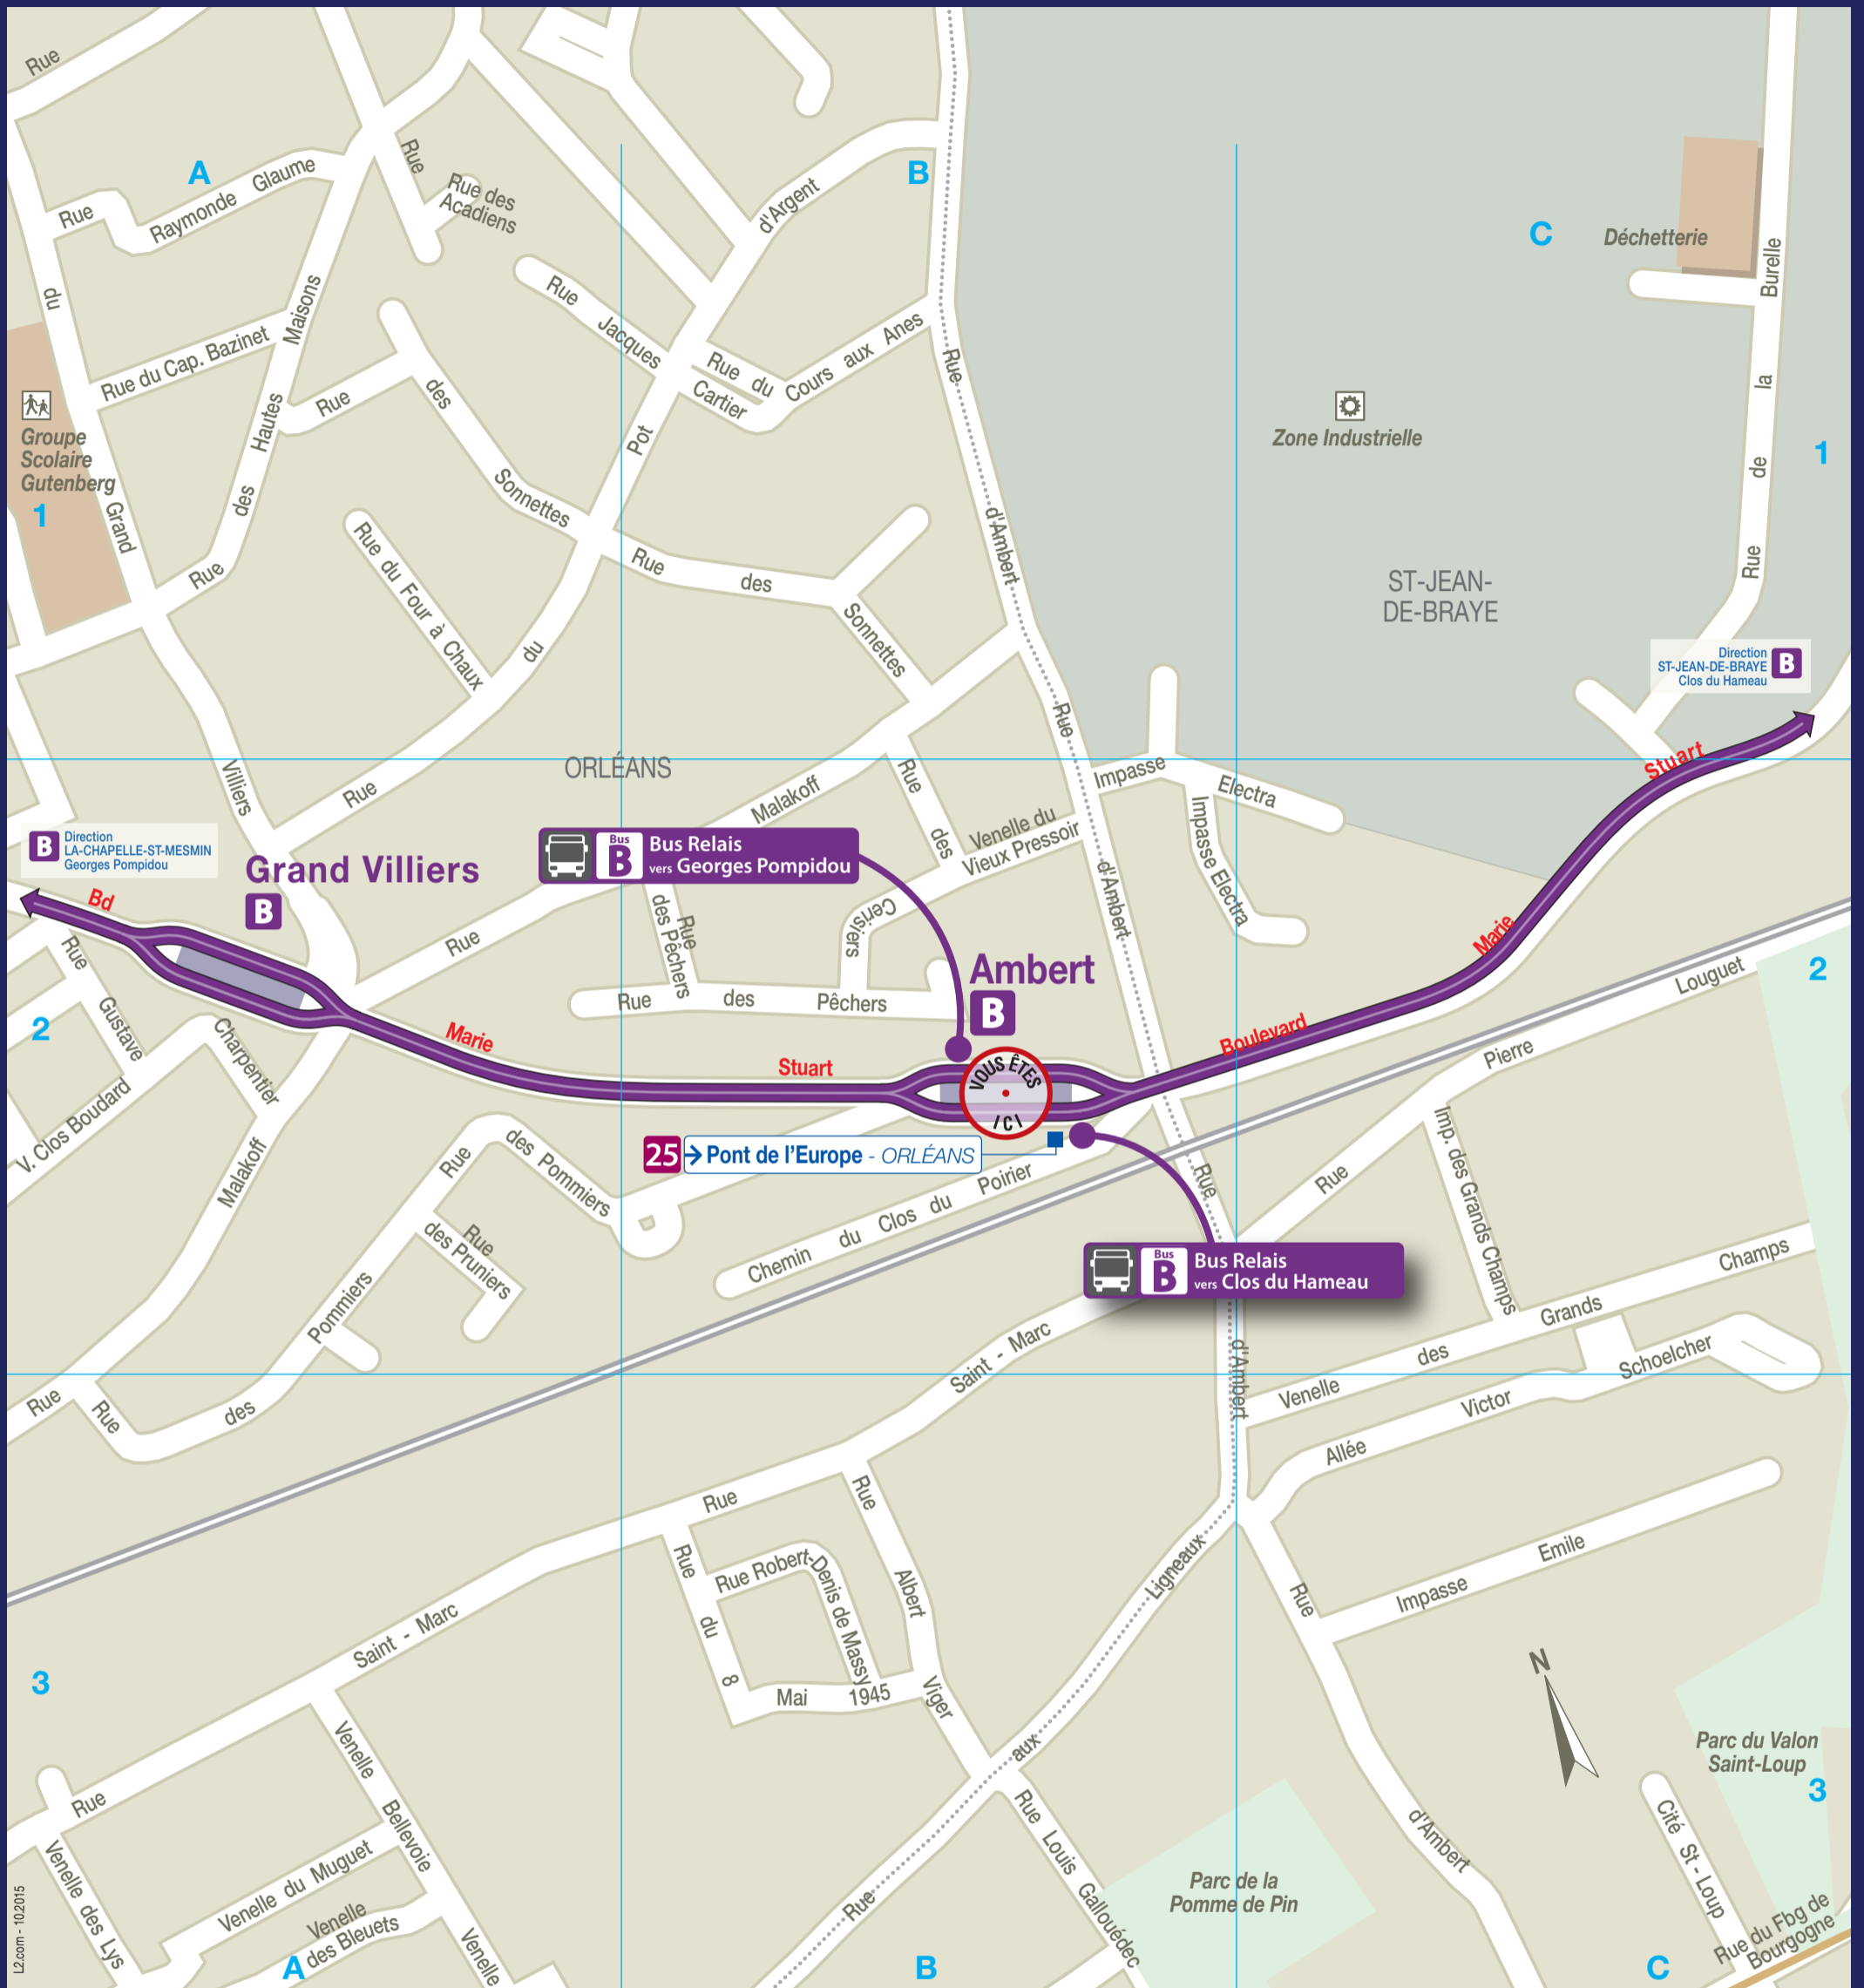 Rue
A
B
C
Rue
Raymonde Glaume
Rue
Rue des
Acadiens
d'Argent
Déchetterie
Burelle
la
de
Rue
du
Maisons
Hautes
des
Rue
Rue du Cap. Bazinet
Rue
des
Sonnettes
Rue
Jacques
Cartier
Rue du
Cours aux Anes
Rue
d'Ambert
Pot
Groupe
Scolaire
Gutenberg
1
Grand
Zone Industrielle
1
Rue du Four à Chaux
du
Rue
des
Sonnettes
ST-JEAN-
DE-BRAYE
Direction
ST-JEAN-DE-BRAYE
Clos du Hameau
B
Stuart
Villiers
Rue
ORLÉANS
Malakoff
Rue
des
Rue
Venelle du
Vieux Pressoir
Impasse
Electra
Impasse Electra
d'Ambert
B
Direction
LA-CHAPELLE-ST-MESMIN
Georges Pompidou
Grand Villiers
B
Bus
B
Bus Relais
vers Georges Pompidou
Bd
Rue
Rue
des Pêchers
Cerisiers
Marie
2
Rue
Gustave
Charpentier
Rue des Pêchers
Ambert
B
Louguet
2
Marie
Stuart
Boulevard
VOUS ÊTES
ICI
Pierre
V. Clos Boudard
Malakoff
Rue
des Pommiers
25
Pont de l'Europe - ORLÉANS
Chemin du Clos du Poirier
Rue
Rue
Imp. des Grands Champs
Rue
des Pruniers
Pommiers
Bus
B
Bus Relais
vers Clos du Hameau
Venelle des Grands Champs
Saint - Marc
d'Ambert
Allée Victor Schoelcher
Rue
Rue
des
Rue
Rue
Albert
Viger
Rue
du
8
Mai 1945
Rue Robert-Denis de Massy
Ligneaux
aux
Rue
Rue
d'Ambert
Impasse Emile
3
Saint - Marc
Rue
N
Parc du Valon
Saint-Loup
3
Venelle
Bellevoie
Venelle
Venelle du Muguet
Venelle
des Bleuets
Venelle des Lys
Rue Louis Gallouédec
Parc de la
Pomme de Pin
Cité St - Loup
Rue du Fbg de
Bourgogne
A
B
C
L2.com - 10.2015